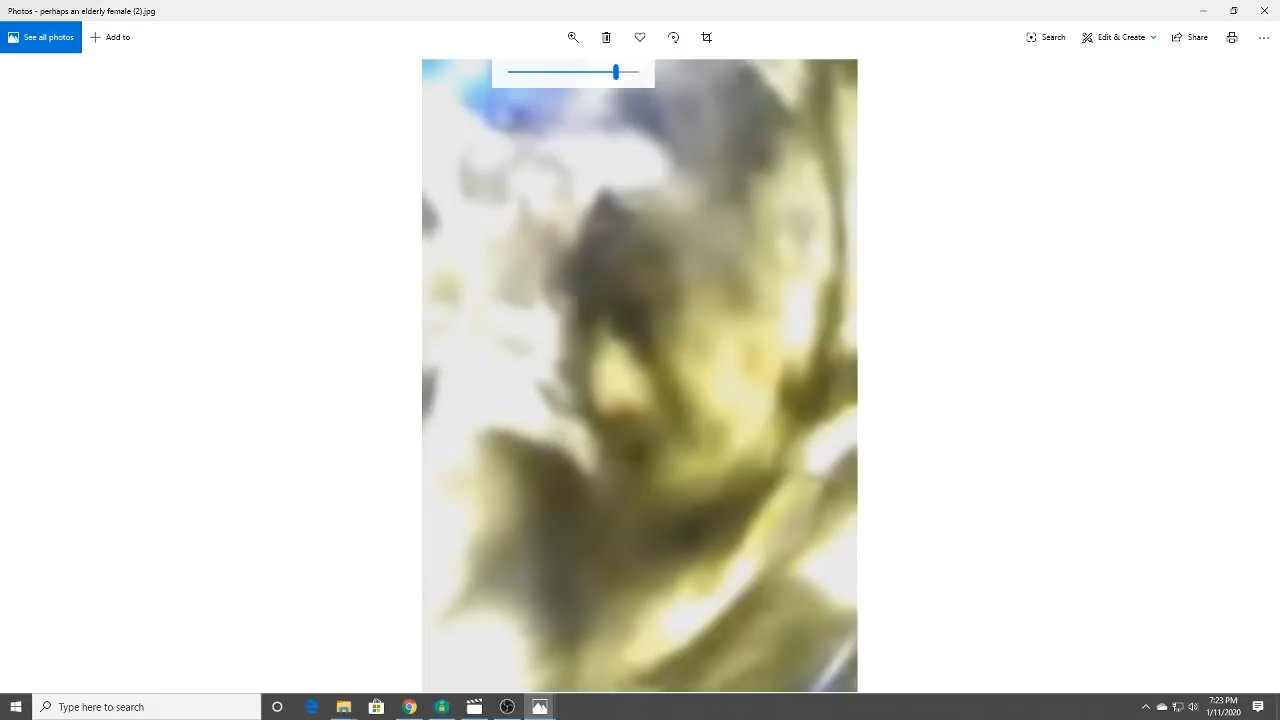 Photos - perhaps an elderly female (2).jpg
See all photos
Add to
Search
Edit & Create
Share
Type here to search
7:23 PM
1/11/2020